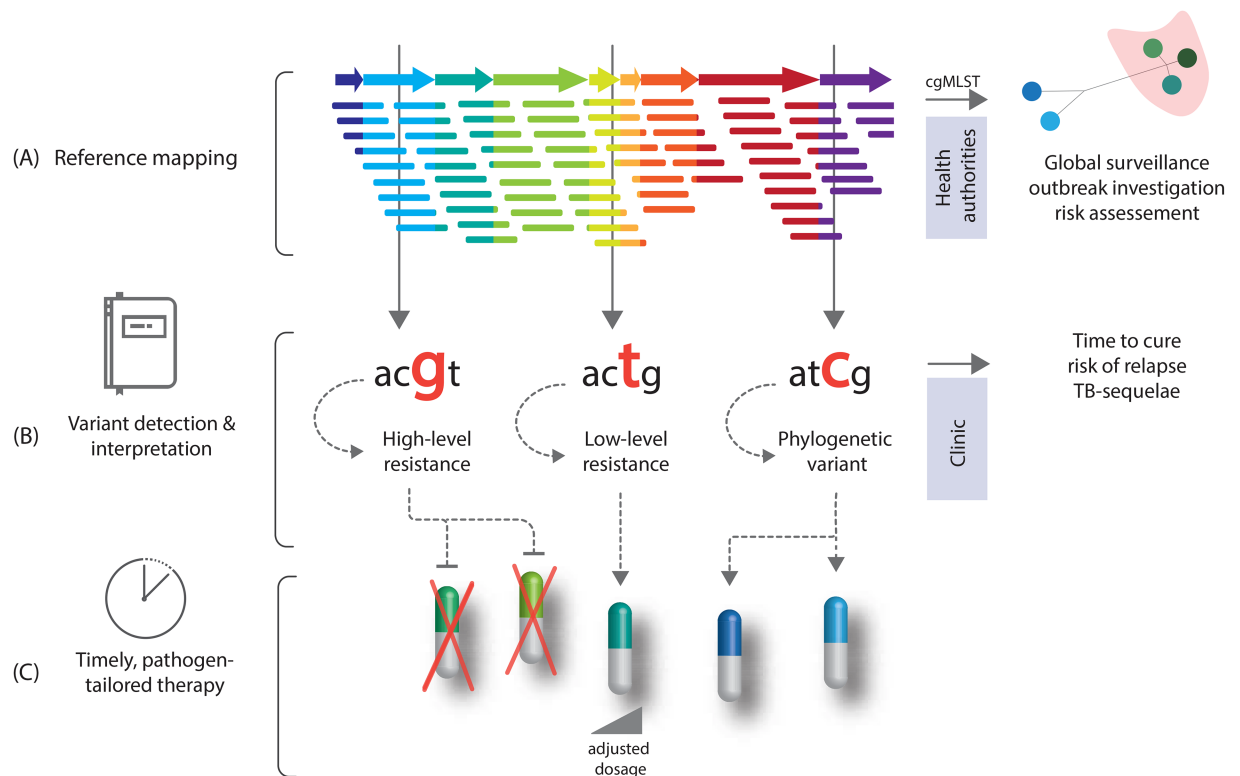 (A) Reference mapping
cgMLST
Health
authorities
Global surveillance
outbreak investigation
risk assessement
(B)
Variant detection &
interpretation
acgt
High-level
resistance
actg
Low-level
resistance
atcg
Phylogenetic
variant
Clinic
Time to cure
risk of relapse
TB-sequelae
(C)
Timely, pathogen-
tailored therapy
adjusted
dosage